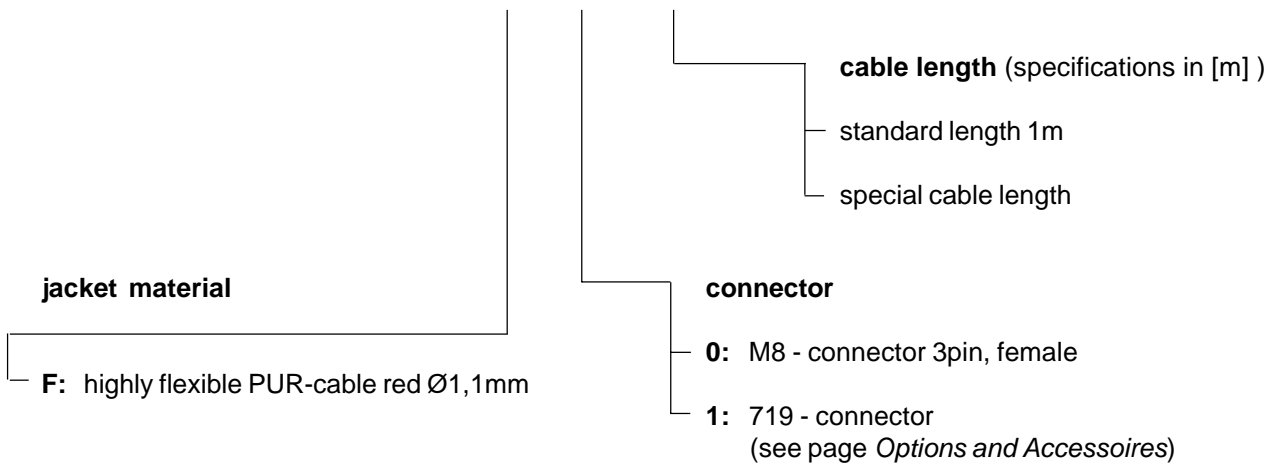 cable length (specifications in [m] )
standard length 1m
special cable length
jacket material
F: highly flexible PUR-cable red Ø1,1mm
connector
0: M8 - connector 3pin, female
1: 719 - connector
(see page Options and Accessoires)